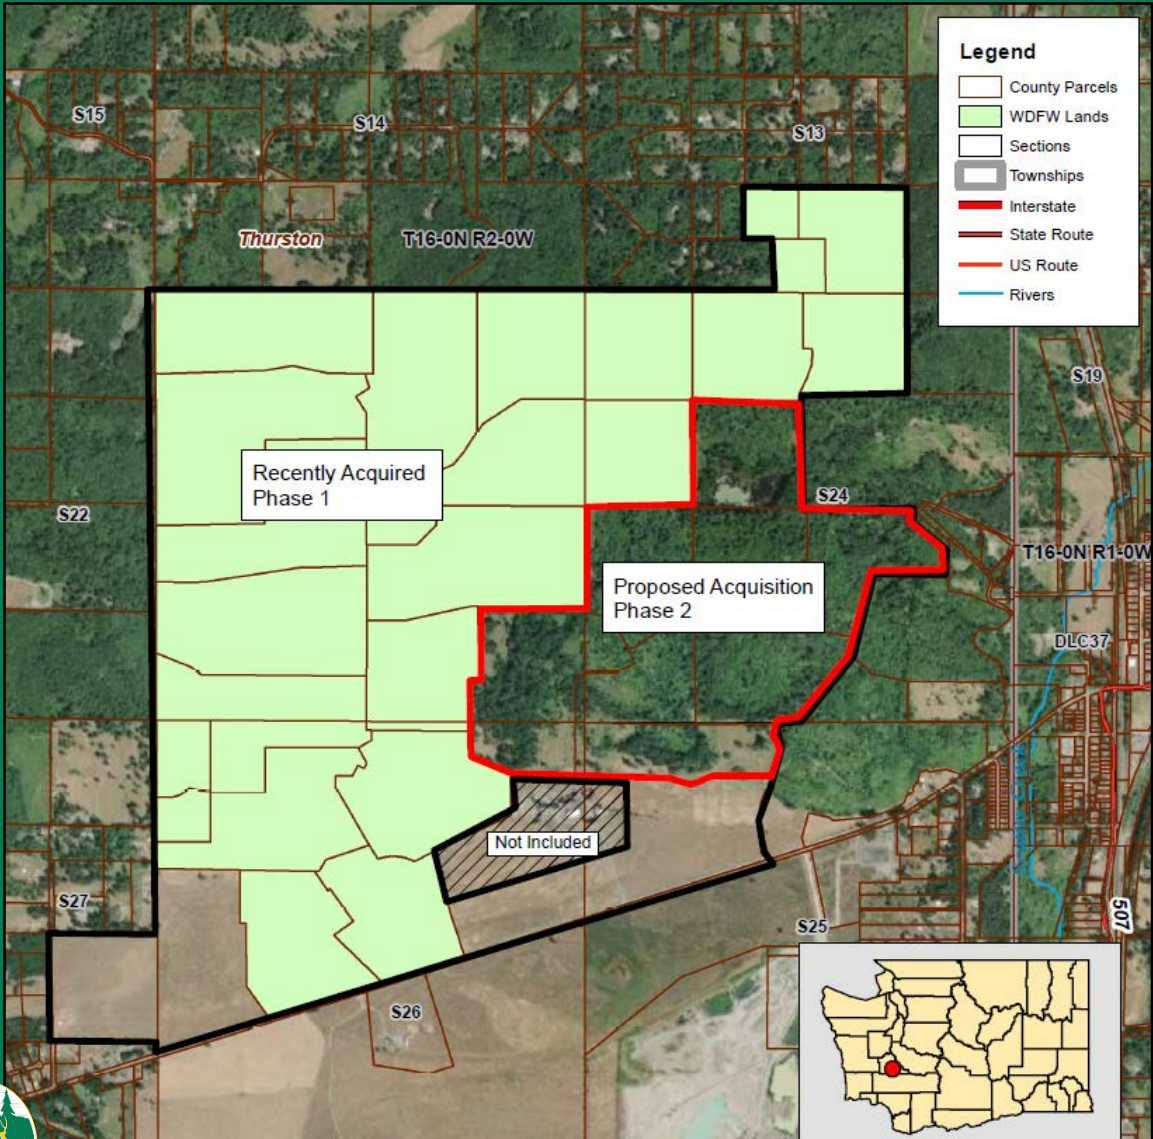 Legend
County Parcels
WDFW Lands
Sections
Townships
Interstate
State Route
US Route
Rivers
S15
S14
S13
Thurston
T16-0N R2-0W
S19
Recently Acquired
Phase 1
S22
S24
T16-0N R1-0W
Proposed Acquisition
Phase 2
DLC37
Not Included
S27
S25
507
S26